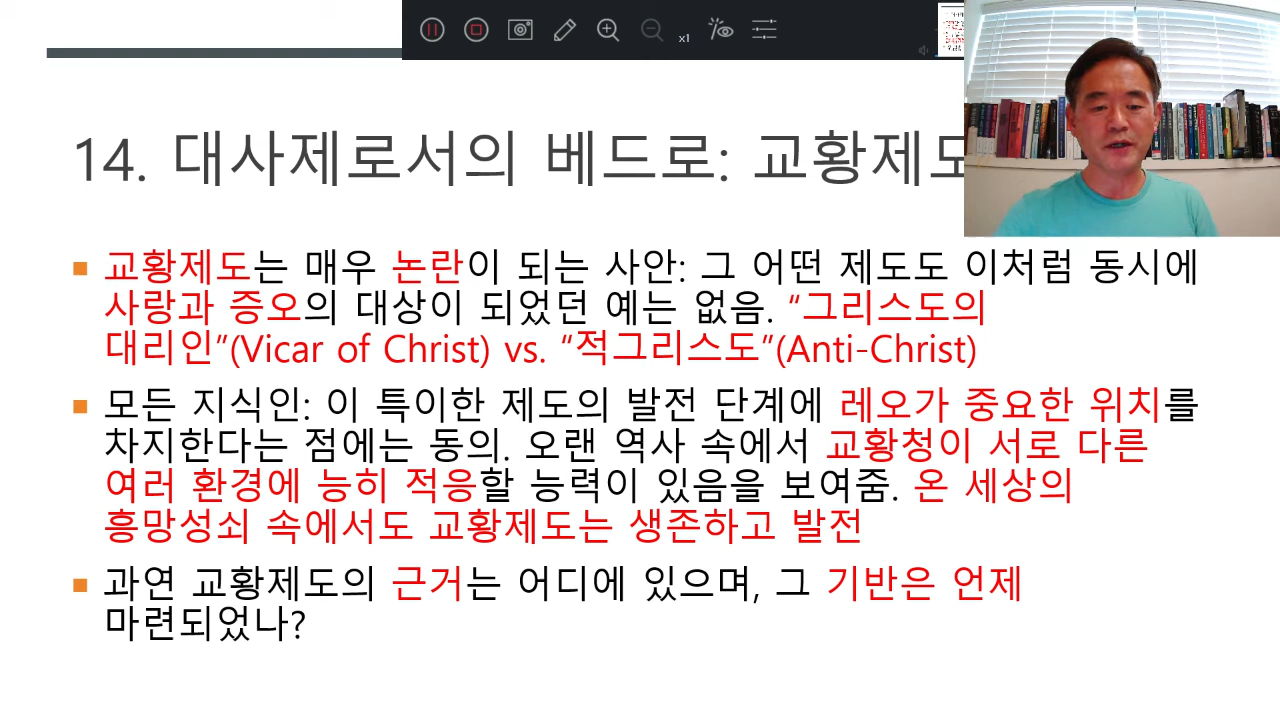 x1
14. 대사제로서의 베드로: 교황제도
교황제도는 매우 논란이 되는 사안: 그 어떤 제도도 이처럼 동시에
사랑과 증오의 대상이 되었던 예는 없음. “그리스도의
대리인”(Vicar of Christ) vs. “적그리스도”(Anti-Christ)
모든 지식인: 이 특이한 제도의 발전 단계에 레오가 중요한 위치를
차지한다는 점에는 동의. 오랜 역사 속에서 교황청이 서로 다른
여러 환경에 능히 적응할 능력이 있음을 보여줌. 온 세상의
흥망성쇠 속에서도 교황제도는 생존하고 발전
과연 교황제도의 근거는 어디에 있으며, 그 기반은 언제
마련되었나?